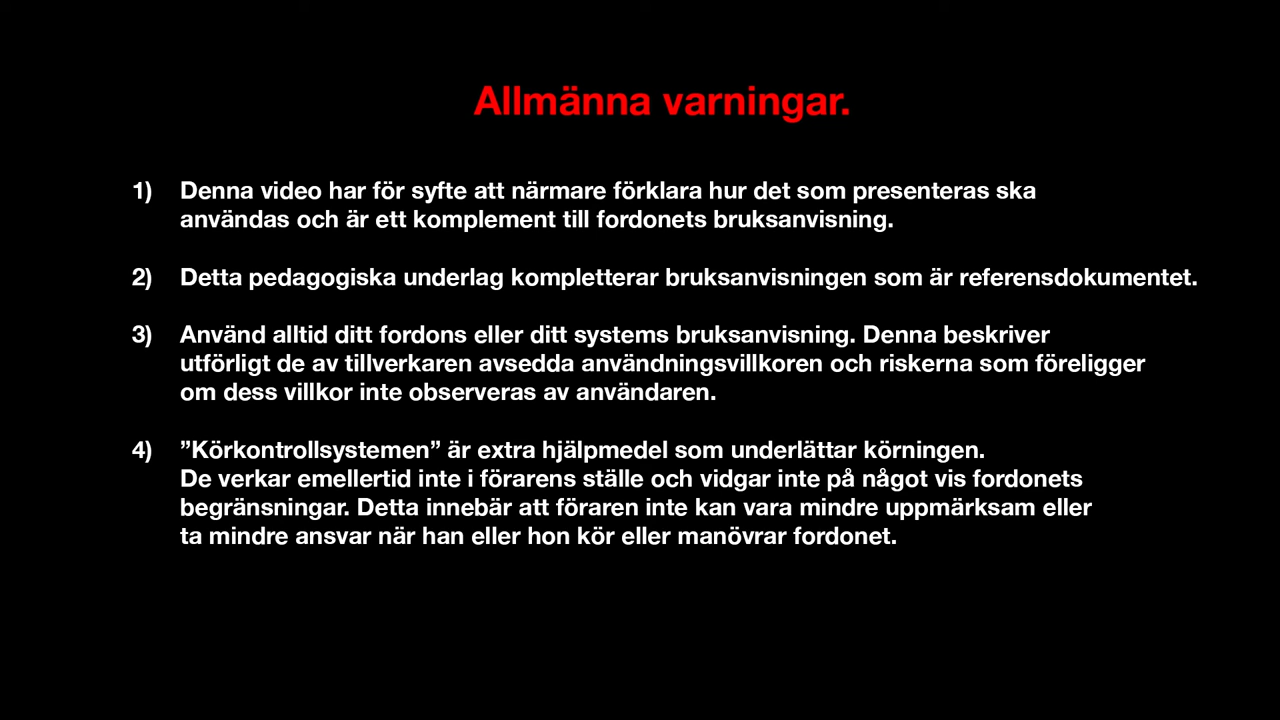 Allmänna varningar.
1) Denna video har för syfte att närmare förklara hur det som presenteras ska
användas och är ett komplement till fordonets bruksanvisning.
2) Detta pedagogiska underlag kompletterar bruksanvisningen som är referensdokumentet.
3) Använd alltid ditt fordons eller ditt systems bruksanvisning. Denna beskriver
utförligt de av tillverkaren avsedda användningsvillkoren och riskerna som föreligger
om dess villkor inte observeras av användaren.
4) ”Körkontrollsystemen” är extra hjälpmedel som underlättar körningen.
De verkar emellertid inte i förarens ställe och vidgar inte på något vis fordonets
begränsningar. Detta innebär att föraren inte kan vara mindre uppmärksam eller
ta mindre ansvar när han eller hon kör eller manövrar fordonet.